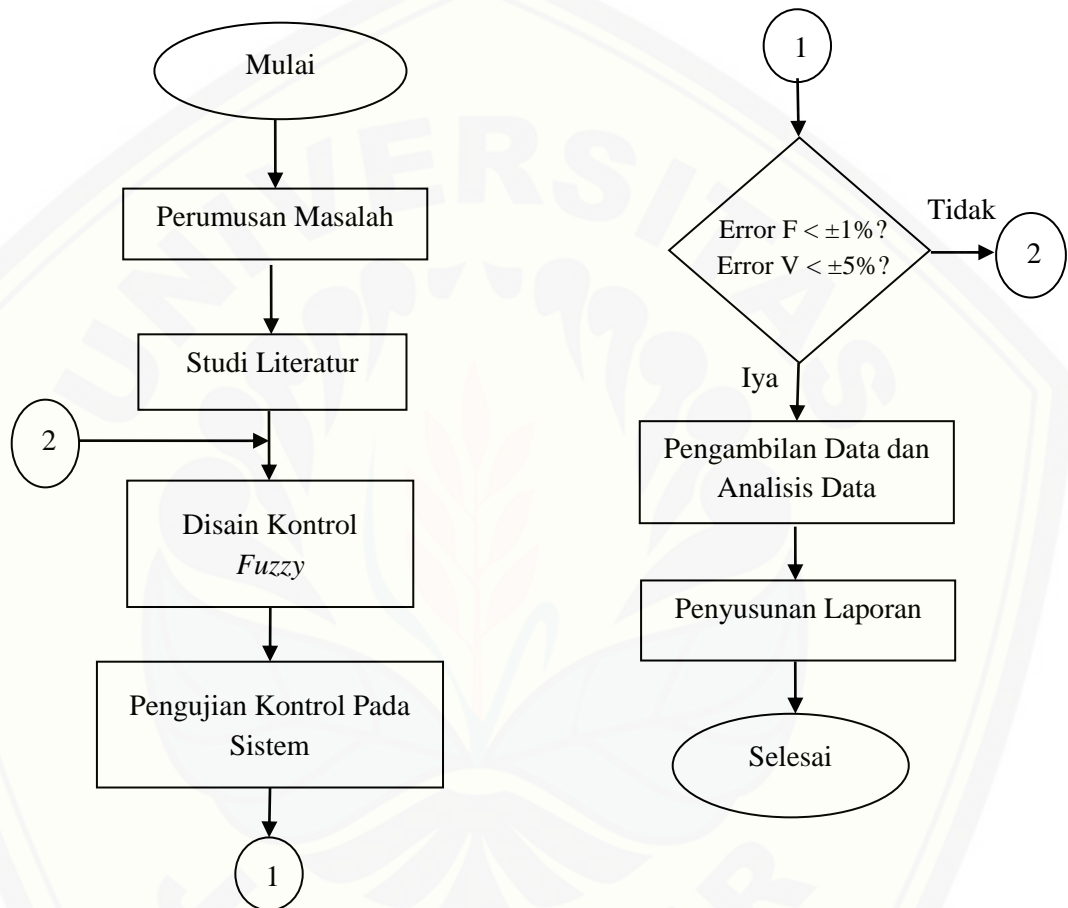 Mulai
Perumusan Masalah
Studi Literatur
2
Disain Kontrol
Fuzzy
Pengujian Kontrol Pada
Sistem
1
1
Error F < ±1%?
Error V < ±5%?
Tidak
2
Iya
Pengambilan Data dan
Analisis Data
Penyusunan Laporan
Selesai
UNIVERSITAS